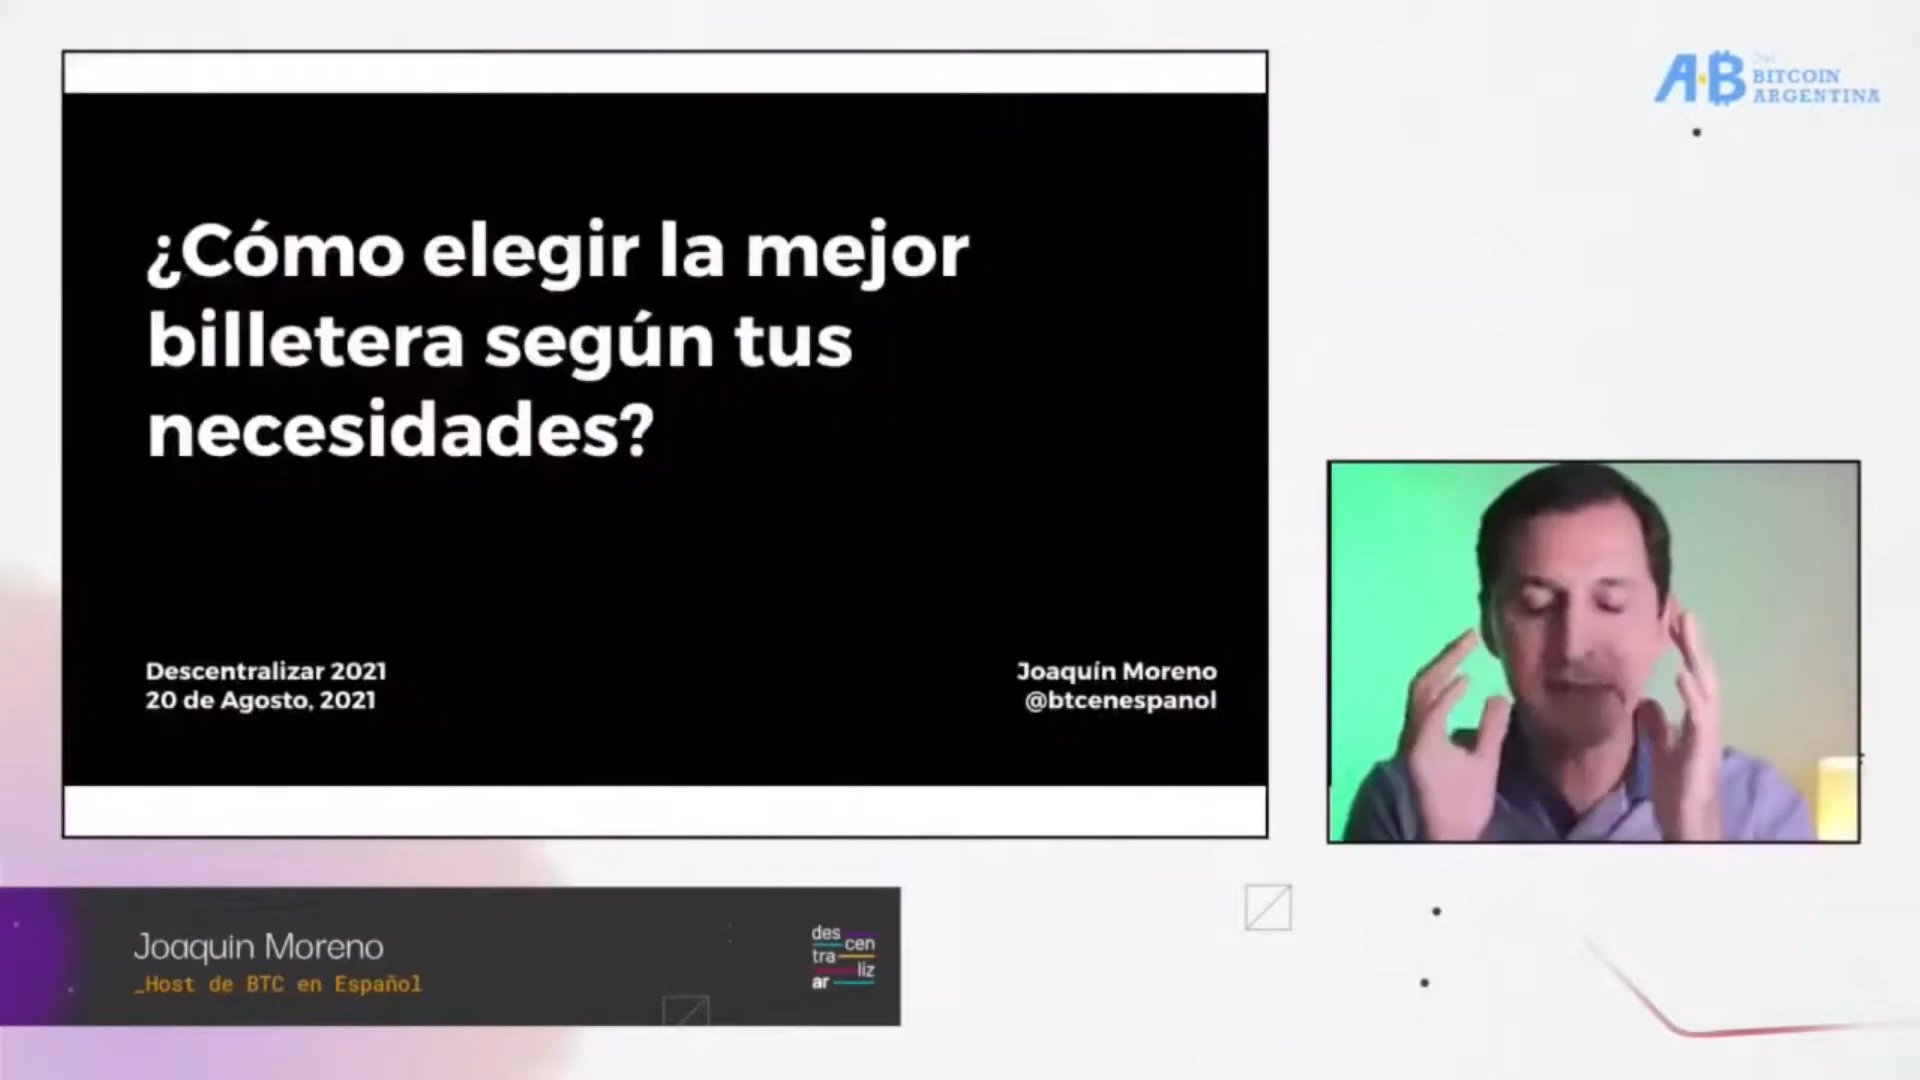 ¿Cómo elegir la mejor
billetera según tus
necesidades?
Descentralizar 2021
20 de Agosto, 2021
Joaquín Moreno
@btcenespanol
A·B
BITCOIN
ARGENTINA
Joaquin Moreno
_Host de BTC en Español
des
cen
tra
liz
ar